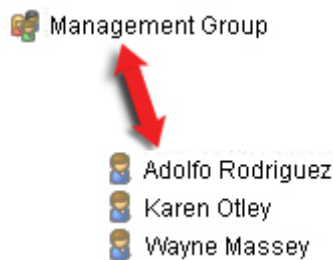 Management Group
Adolfo Rodriguez
Karen Otley
Wayne Massey